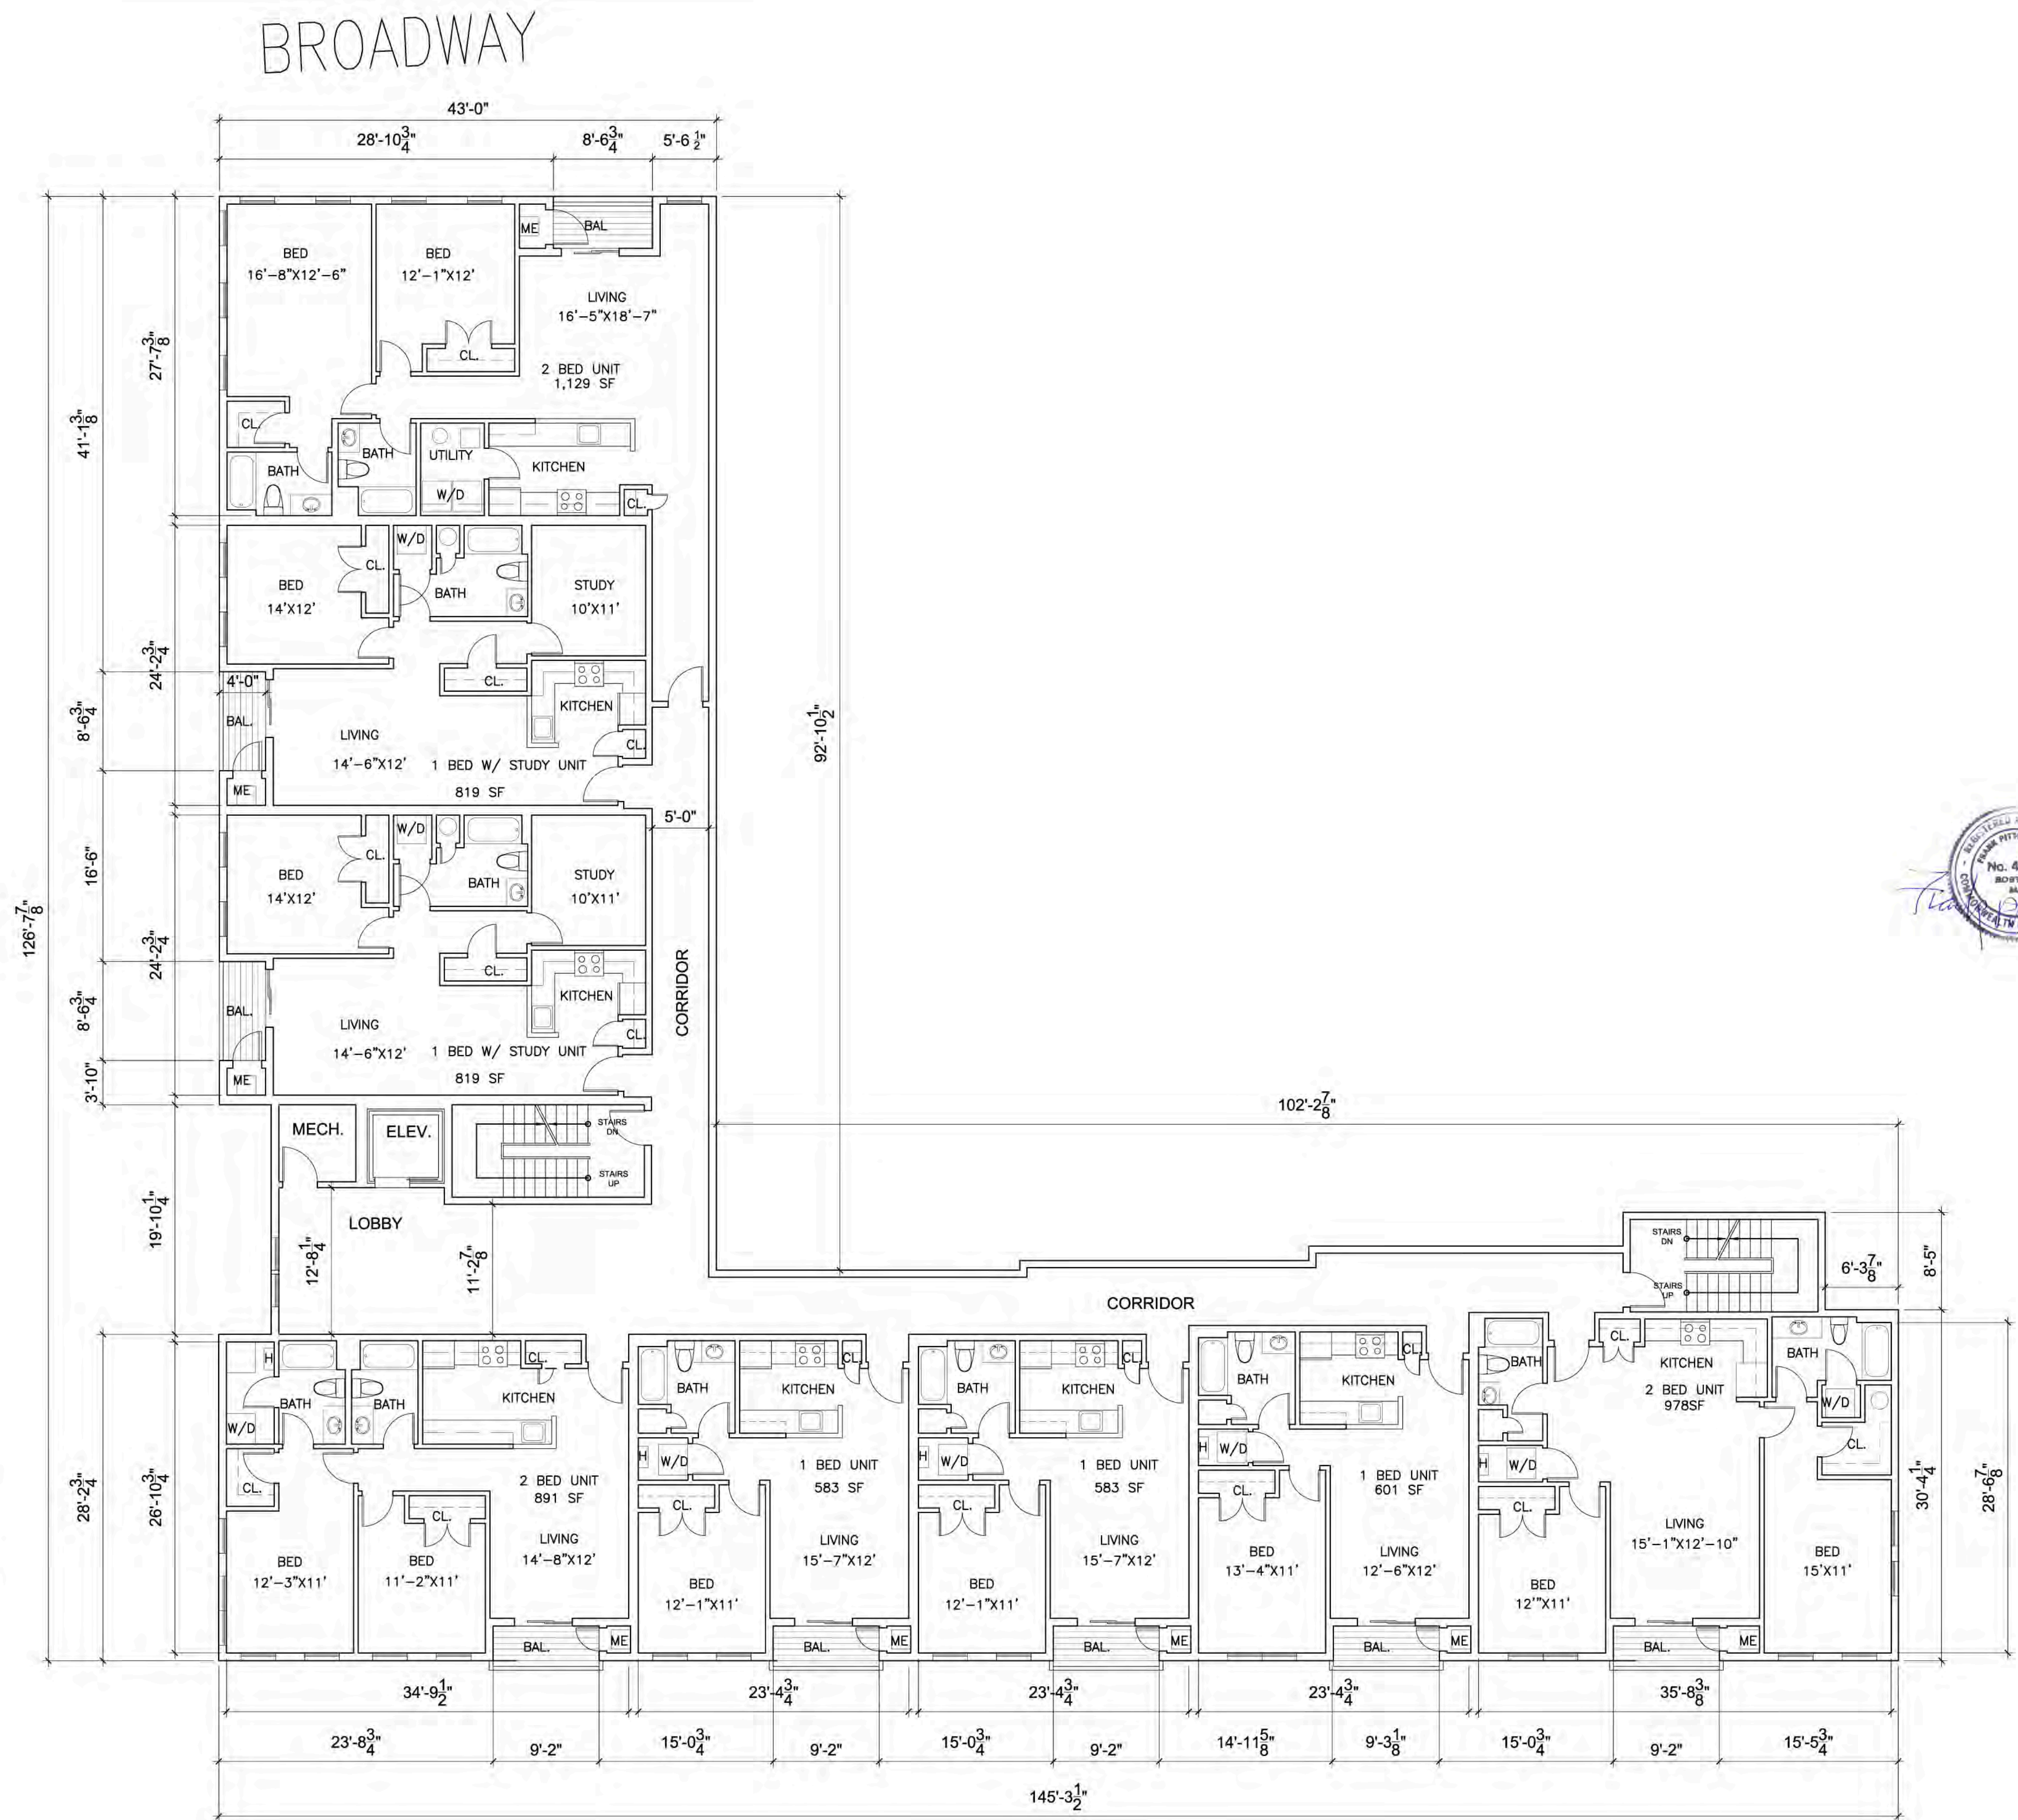 BROADWAY
43'-0"
28'-10 3/4"
8'-6 3/4"
5'-6 1/2"
126'-7 7/8"
41'-1 3/8"
8'-6 3/4"
16'-6"
8'-6 3/4"
3'-10"
27'-7 3/8"
24'-2 3/4"
24'-2 3/4"
19'-10 1/4"
28'-2 3/4"
26'-10 3/4"
92'-10 1/2"
BED
16'-8"X12'-6"
BED
12'-1"X12'
ME
BAL
LIVING
16'-5"X18'-7"
CL.
2 BED UNIT
1,129 SF
CL.
BATH
BATH
UTILITY
W/D
KITCHEN
CL.
BED
14'X12'
CL.
W/D
BATH
STUDY
10'X11'
4'-0"
CL.
KITCHEN
BAL.
LIVING
14'-6"X12'
CL.
1 BED W/ STUDY UNIT
819 SF
ME
5'-0"
BED
14'X12'
CL.
W/D
BATH
STUDY
10'X11'
CORRIDOR
CL.
KITCHEN
BAL.
LIVING
14'-6"X12'
CL.
1 BED W/ STUDY UNIT
819 SF
ME
MECH.
ELEV.
STAIRS
DN
STAIRS
UP
LOBBY
12'-8 1/4"
11'-2 7/8"
102'-2 7/8"
CORRIDOR
STAIRS
DN
STAIRS
UP
6'-3 7/8"
8'-5"
30'-4 1/4"
28'-6 7/8"
H
BATH
W/D
CL.
BATH
KITCHEN
CL.
2 BED UNIT
891 SF
CL.
LIVING
14'-8"X12'
BED
12'-3"X11'
BED
11'-2"X11'
BAL.
ME
BATH
KITCHEN
CL.
H
W/D
1 BED UNIT
583 SF
CL.
LIVING
15'-7"X12'
BED
12'-1"X11'
BAL.
ME
BATH
KITCHEN
CL.
H
W/D
1 BED UNIT
583 SF
CL.
LIVING
15'-7"X12'
BED
12'-1"X11'
BAL.
ME
BATH
KITCHEN
CL.
H
W/D
1 BED UNIT
601 SF
CL.
BED
13'-4"X11'
LIVING
12'-6"X12'
BAL.
ME
BATH
CL.
KITCHEN
2 BED UNIT
978SF
BATH
W/D
CL.
H
W/D
CL.
LIVING
15'-1"X12'-10"
BED
12'"X11'
BED
15'X11'
BAL.
ME
34'-9 1/2"
23'-4 3/4"
23'-4 3/4"
23'-4 3/4"
35'-8 3/8"
23'-8 3/4"
9'-2"
15'-0 3/4"
9'-2"
15'-0 3/4"
9'-2"
14'-11 5/8"
9'-3 1/8"
15'-0 3/4"
9'-2"
15'-5 3/4"
145'-3 1/2"